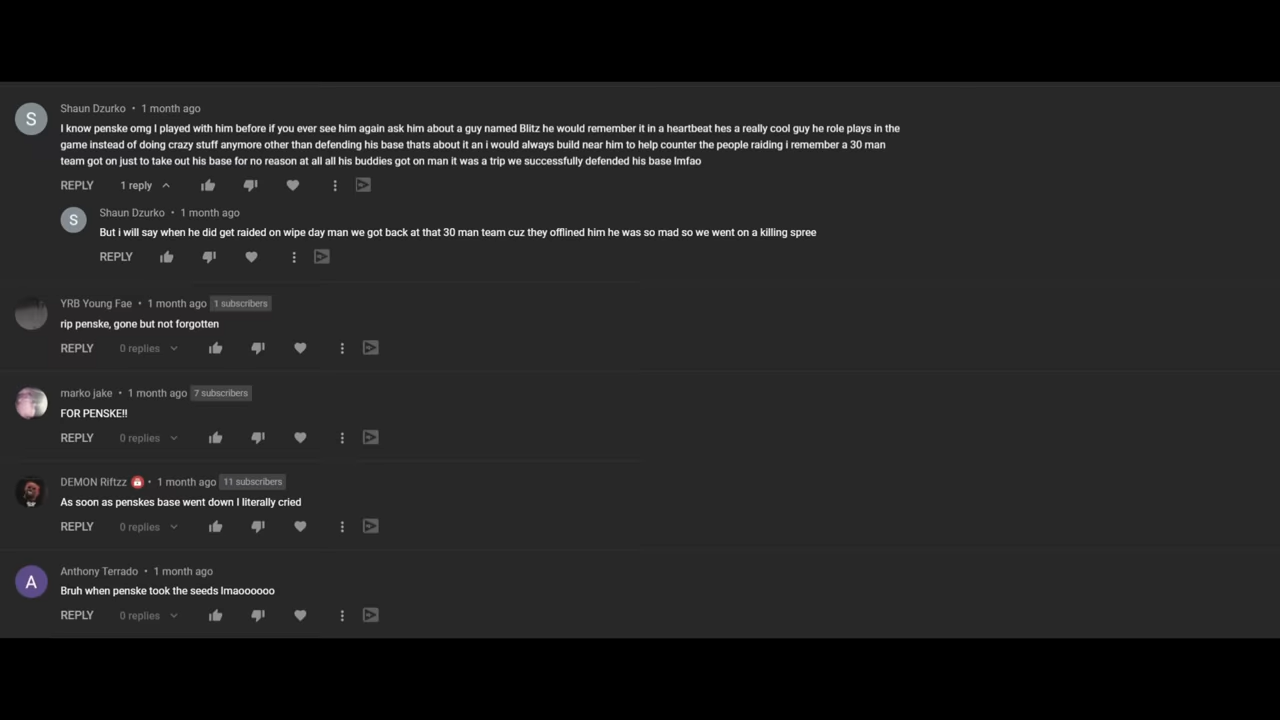 S
Shaun Dzurko • 1 month ago
I know penske omg I played with him before if you ever see him again ask him about a guy named Blitz he would remember it in a heartbeat hes a really cool guy he role plays in the
game instead of doing crazy stuff anymore other than defending his base thats about it an i would always build near him to help counter the people raiding i remember a 30 man
team got on just to take out his base for no reason at all all his buddies got on man it was a trip we successfully defended his base lmfao
REPLY 1 reply
S
Shaun Dzurko • 1 month ago
But i will say when he did get raided on wipe day man we got back at that 30 man team cuz they offlined him he was so mad so we went on a killing spree
REPLY
YRB Young Fae • 1 month ago 1 subscribers
rip penske, gone but not forgotten
REPLY 0 replies
marko jake • 1 month ago 7 subscribers
FOR PENSKE!!
REPLY 0 replies
DEMON Riftzz • 1 month ago 11 subscribers
As soon as penskes base went down I literally cried
REPLY 0 replies
A
Anthony Terrado • 1 month ago
Bruh when penske took the seeds lmaoooooo
REPLY 0 replies